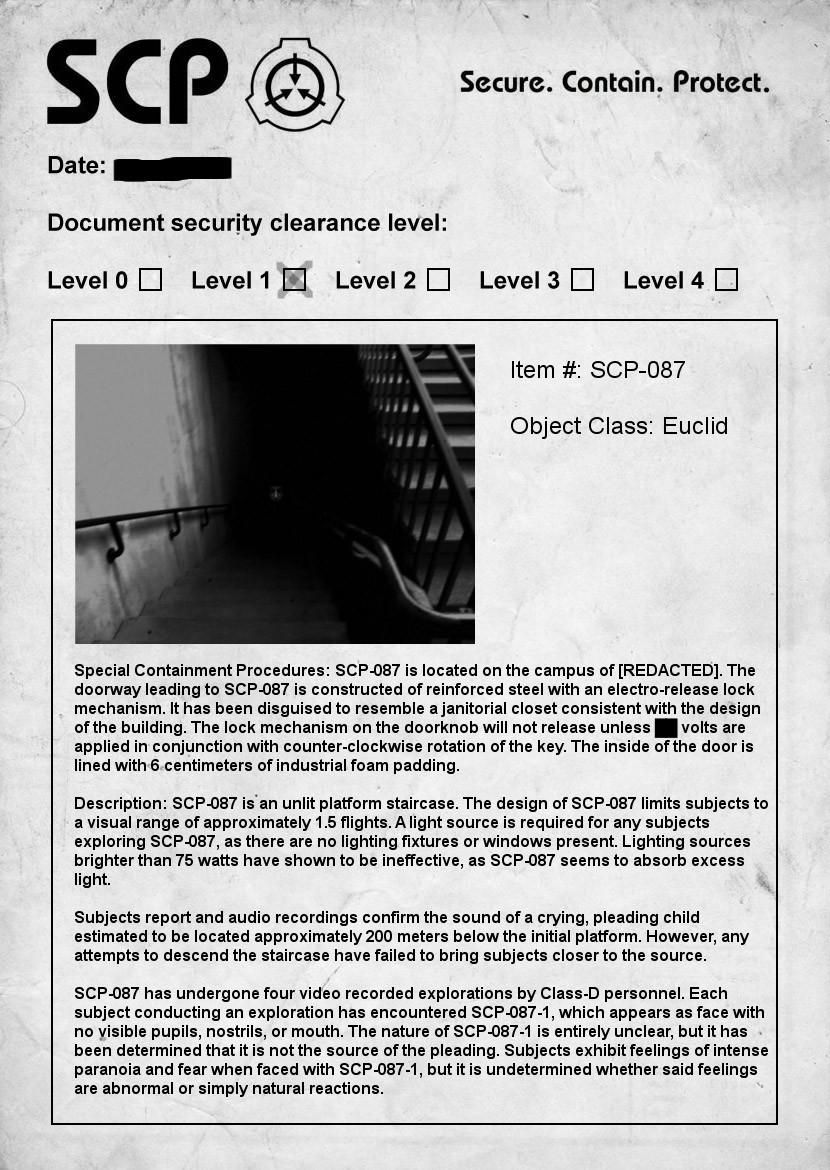 SCP
Secure. Contain. Protect.
Date:
Document security clearance level:
Level 0 Level 1 Level 2 Level 3 Level 4
Item #: SCP-087
Object Class: Euclid
Special Containment Procedures: SCP-087 is located on the campus of [REDACTED]. The
doorway leading to SCP-087 is constructed of reinforced steel with an electro-release lock
mechanism. It has been disguised to resemble a janitorial closet consistent with the design
of the building. The lock mechanism on the doorknob will not release unless volts are
applied in conjunction with counter-clockwise rotation of the key. The inside of the door is
lined with 6 centimeters of industrial foam padding.
Description: SCP-087 is an unlit platform staircase. The design of SCP-087 limits subjects to
a visual range of approximately 1.5 flights. A light source is required for any subjects
exploring SCP-087, as there are no lighting fixtures or windows present. Lighting sources
brighter than 75 watts have shown to be ineffective, as SCP-087 seems to absorb excess
light.
Subjects report and audio recordings confirm the sound of a crying, pleading child
estimated to be located approximately 200 meters below the initial platform. However, any
attempts to descend the staircase have failed to bring subjects closer to the source.
SCP-087 has undergone four video recorded explorations by Class-D personnel. Each
subject conducting an exploration has encountered SCP-087-1, which appears as face with
no visible pupils, nostrils, or mouth. The nature of SCP-087-1 is entirely unclear, but it has
been determined that it is not the source of the pleading. Subjects exhibit feelings of intense
paranoia and fear when faced with SCP-087-1, but it is undetermined whether said feelings
are abnormal or simply natural reactions.